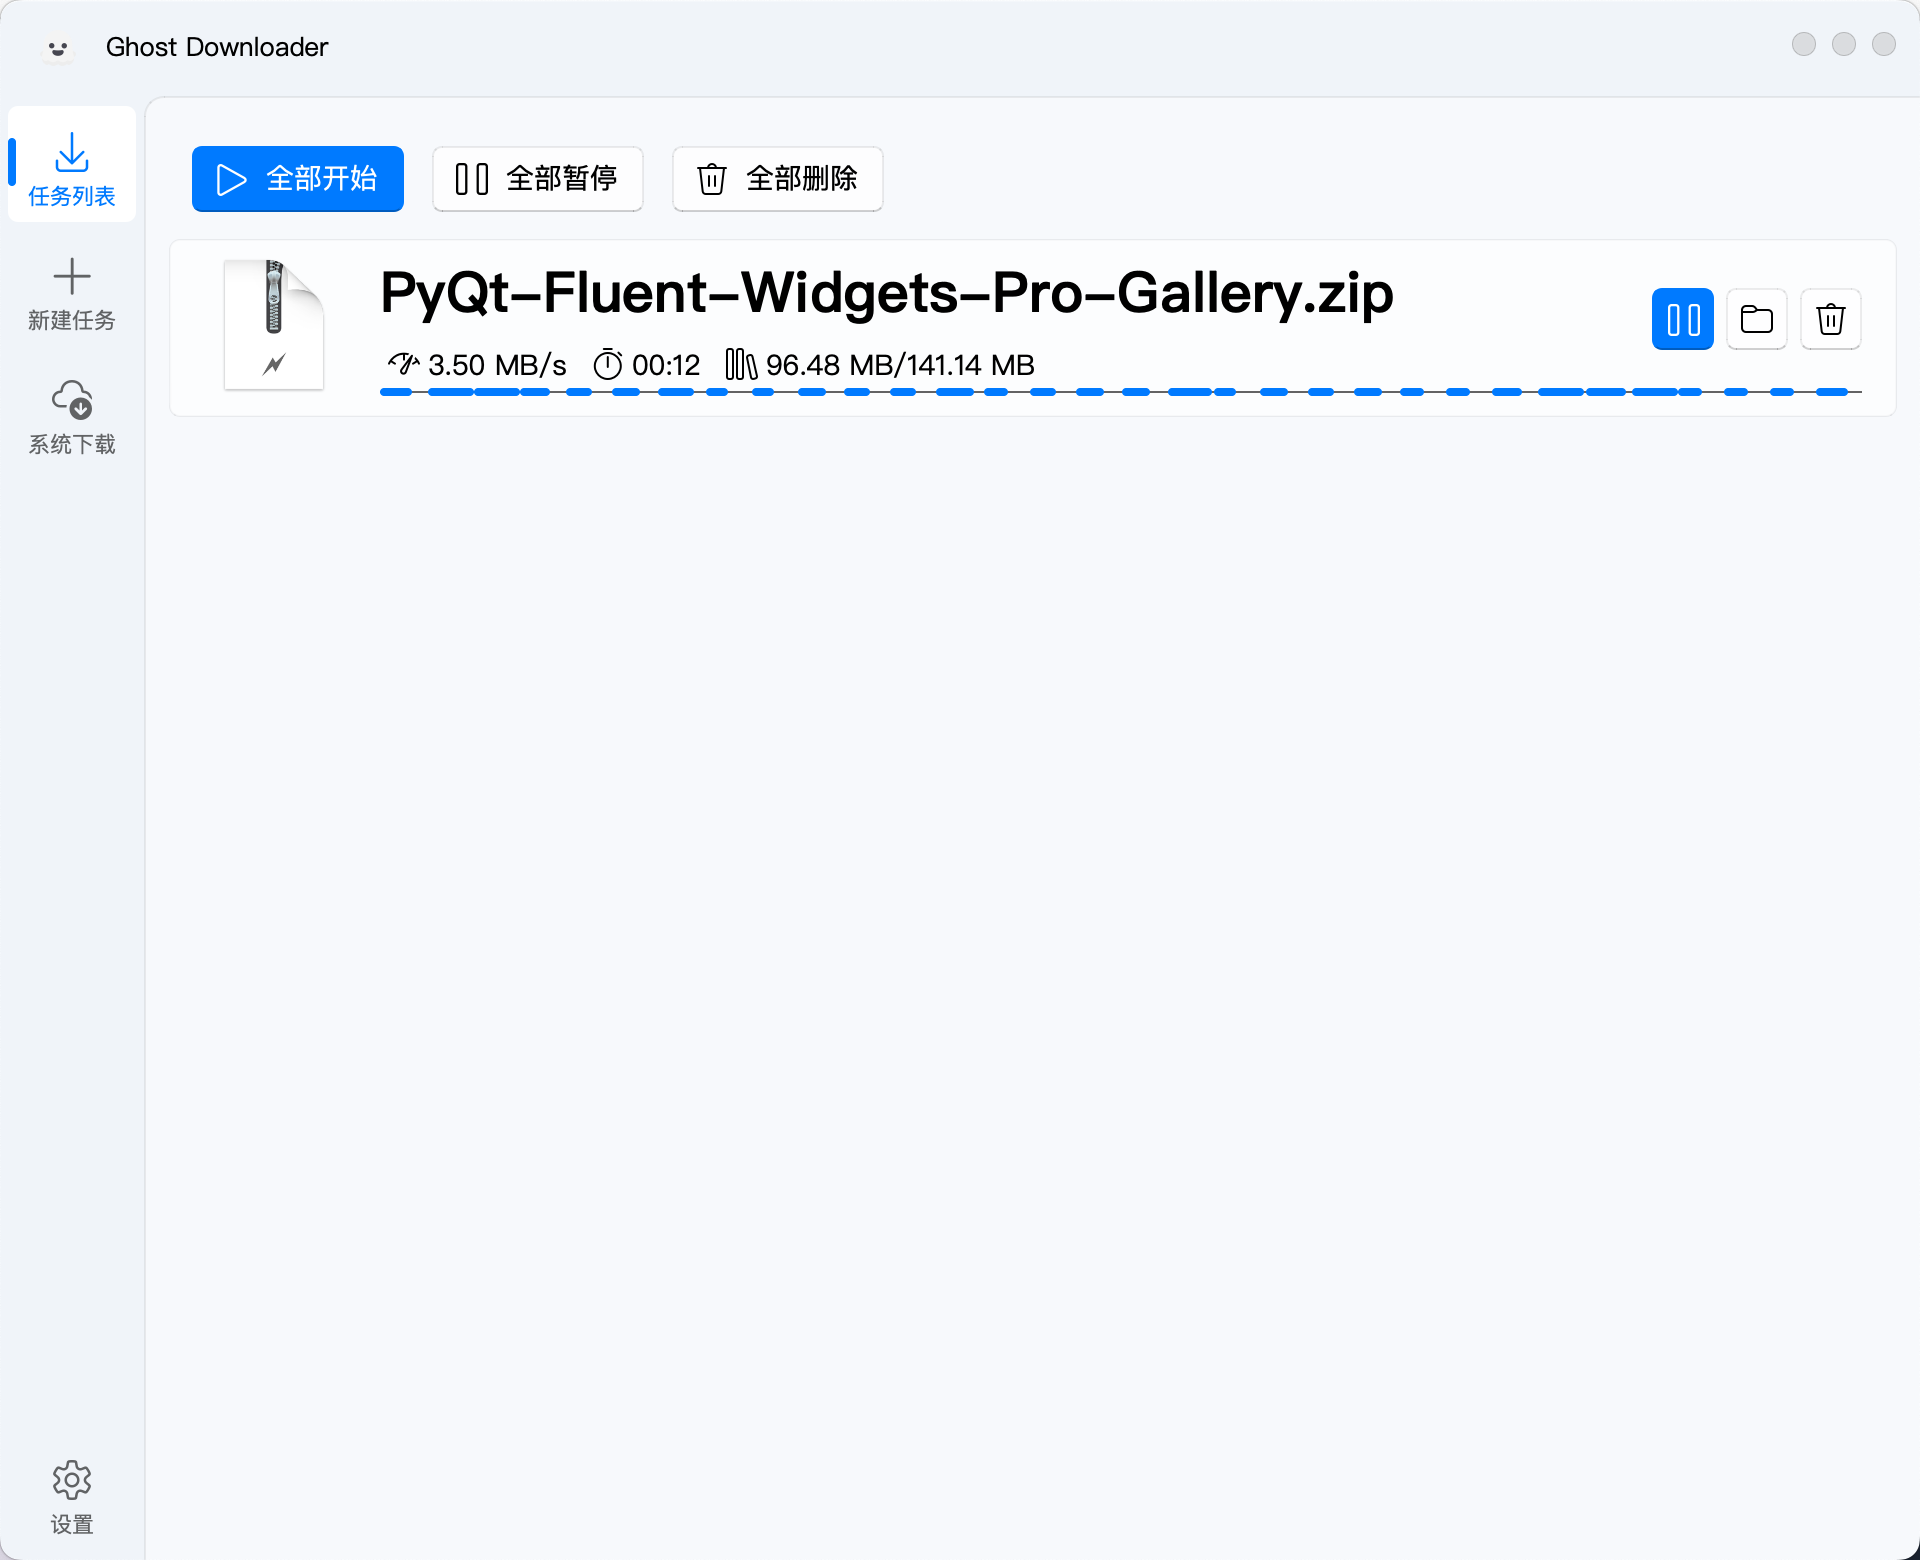 Ghost Downloader
任务列表
新建任务
系统下载
设置
全部开始
全部暂停
全部删除
PyQt-Fluent-Widgets-Pro-Gallery.zip
3.50 MB/s 00:12 96.48 MB/141.14 MB